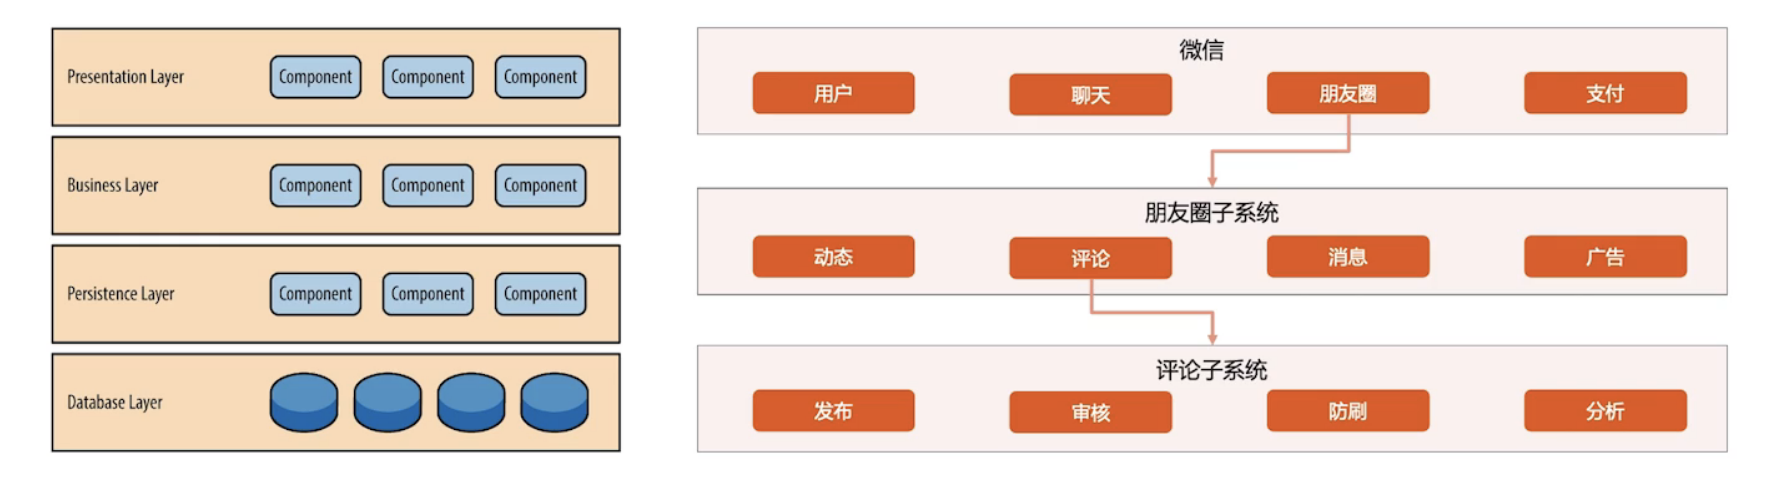 Presentation Layer
Component Component Component
Business Layer
Component Component Component
Persistence Layer
Component Component Component
Database Layer
微信
用户 聊天 朋友圈 支付
朋友圈子系统
动态 评论 消息 广告
评论子系统
发布 审核 防刷 分析